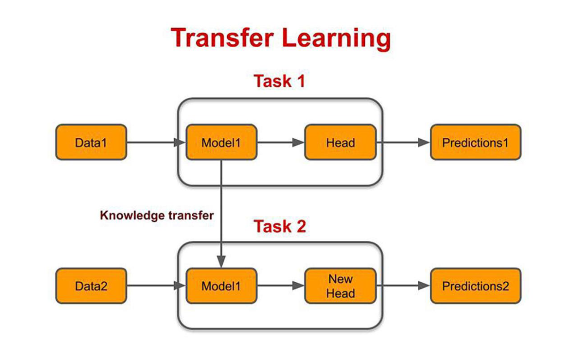 Transfer Learning
Task 1
Data1
Model1
Head
Predictions1
Knowledge transfer
Task 2
Data2
Model1
New
Head
Predictions2